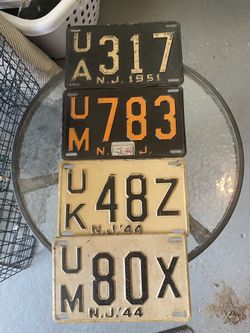 UA 317
N.J. 1951
UM 783
N. J.
UK 48Z
N.J.'44
UM 80X
N.J.'44